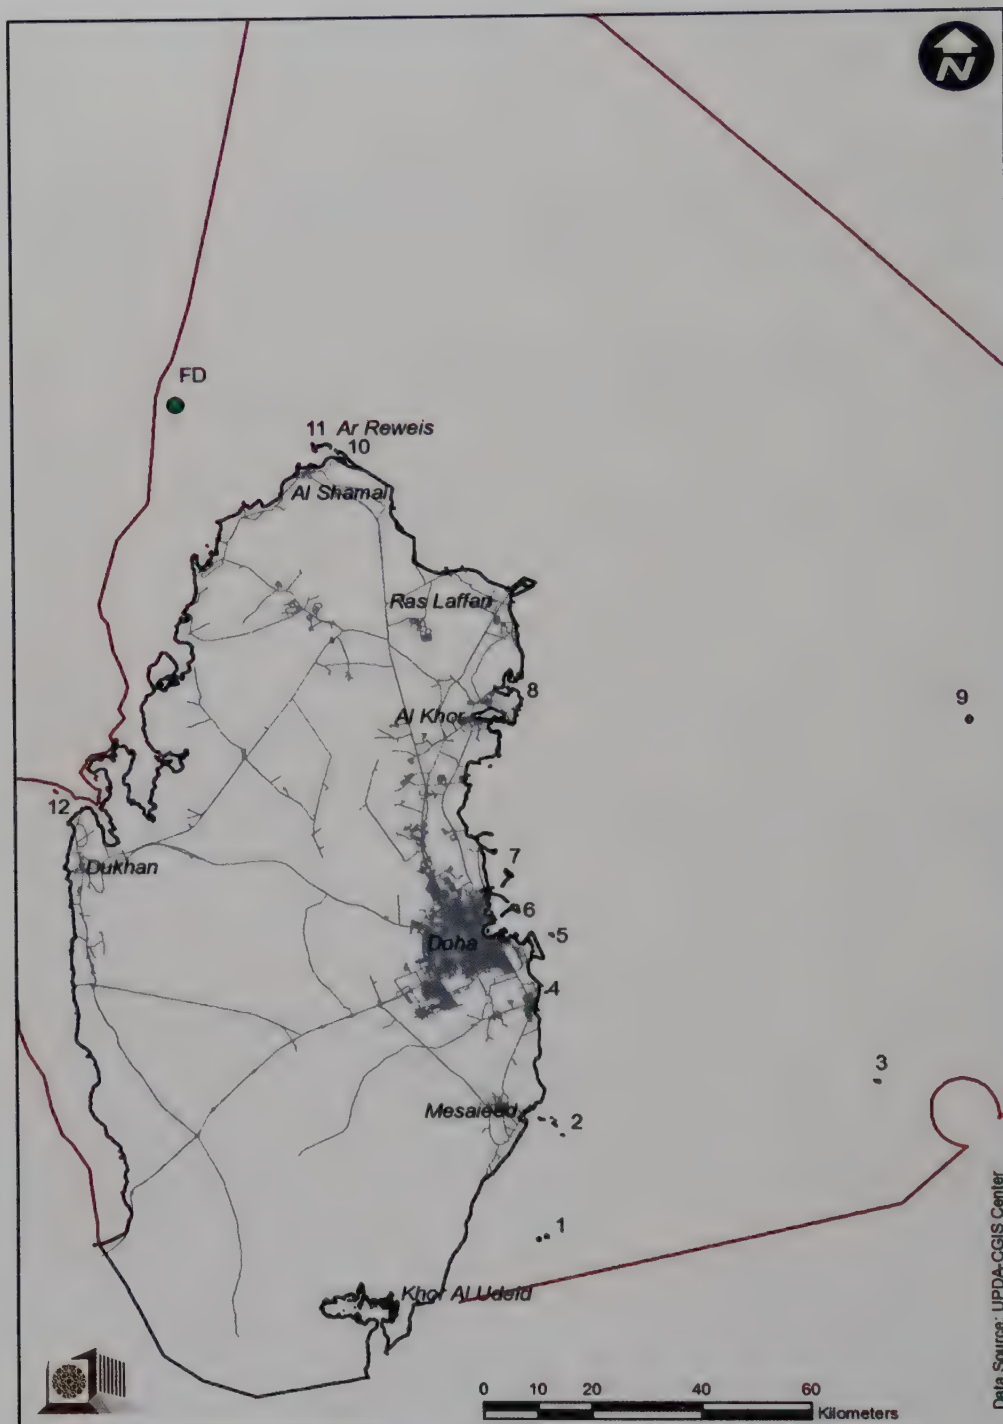 N
FD
11 Ar Reweis
10
Al Shamal
Ras Laffan
8
Al Khor
9
12
Dukhan
7
6
Doha
5
4
3
Mesaieed
2
1
Khor Al Udeid
Data Source: UPDA-CGIS Center
0 10 20 40 60
Kilometers